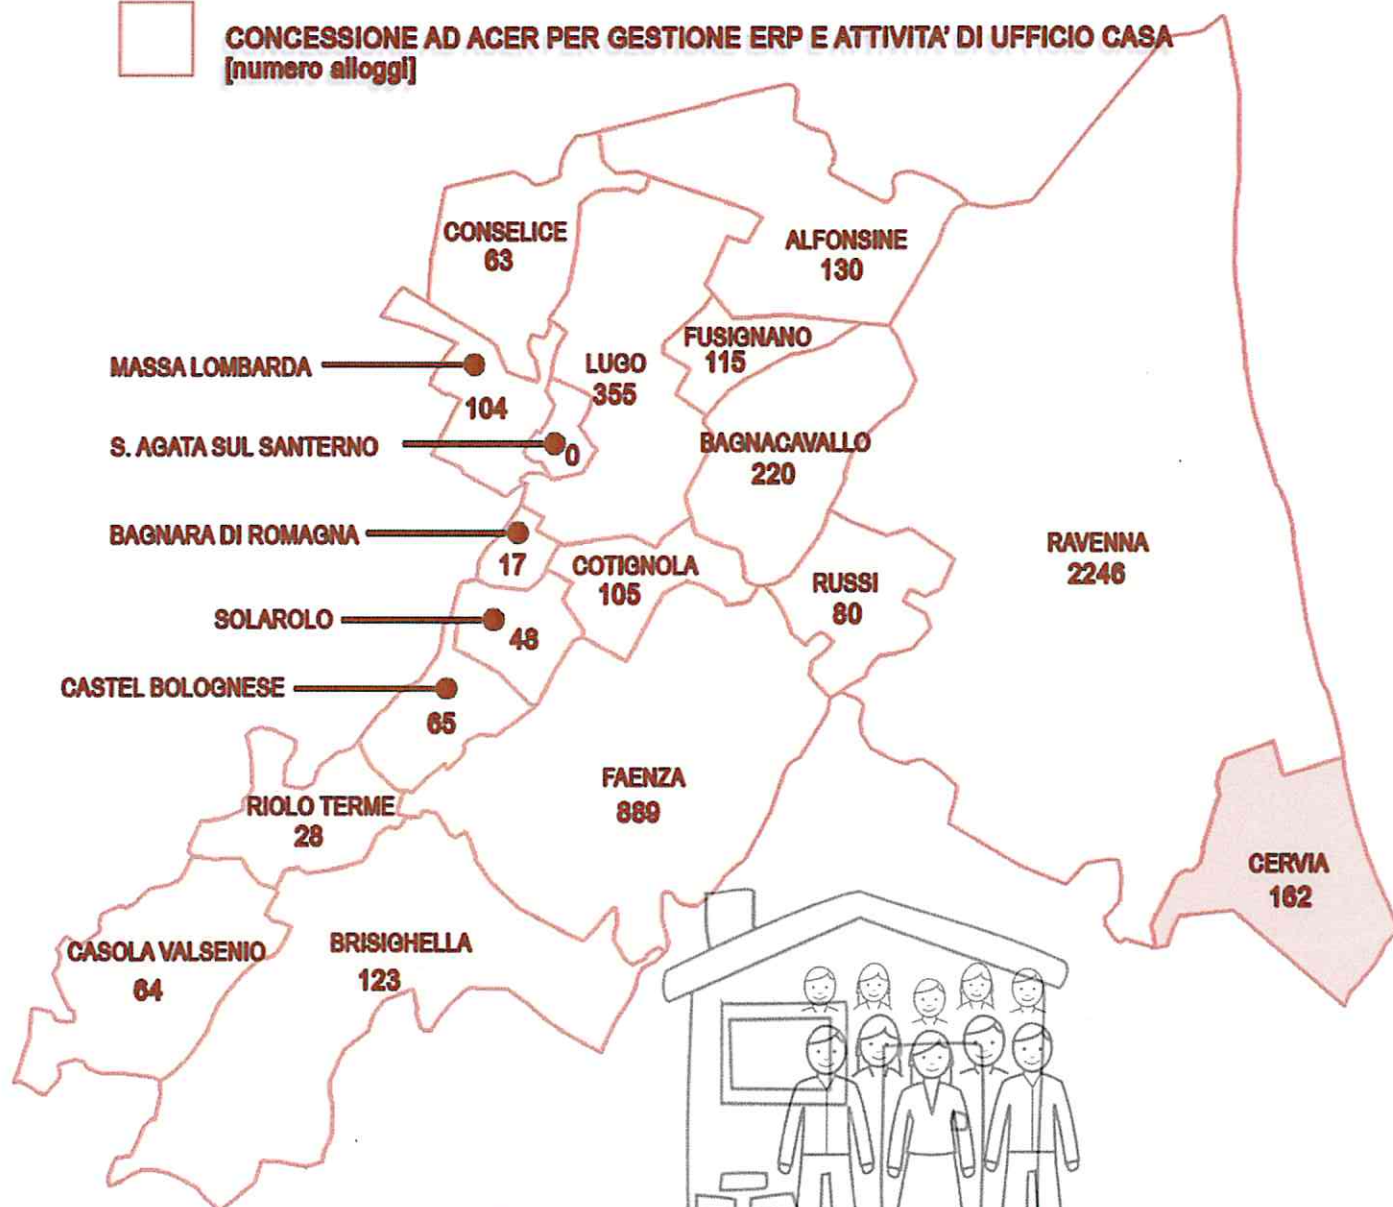 CONCESSIONE AD ACER PER GESTIONE ERP E ATTIVITA' DI UFFICIO CASA
[numero alloggi]
CONSELICE
63
ALFONSINE
130
FUSIGNANO
115
MASSA LOMBARDA
104
LUGO
355
S. AGATA SUL SANTERNO
0
BAGNACAVALLO
220
BAGNARA DI ROMAGNA
17
COTIGNOLA
105
RUSSI
80
RAVENNA
2246
SOLAROLO
48
CASTEL BOLOGNESE
65
FAENZA
889
RIOLO TERME
28
CERVIA
162
CASOLA VALSENIO
64
BRISIGHELLA
123